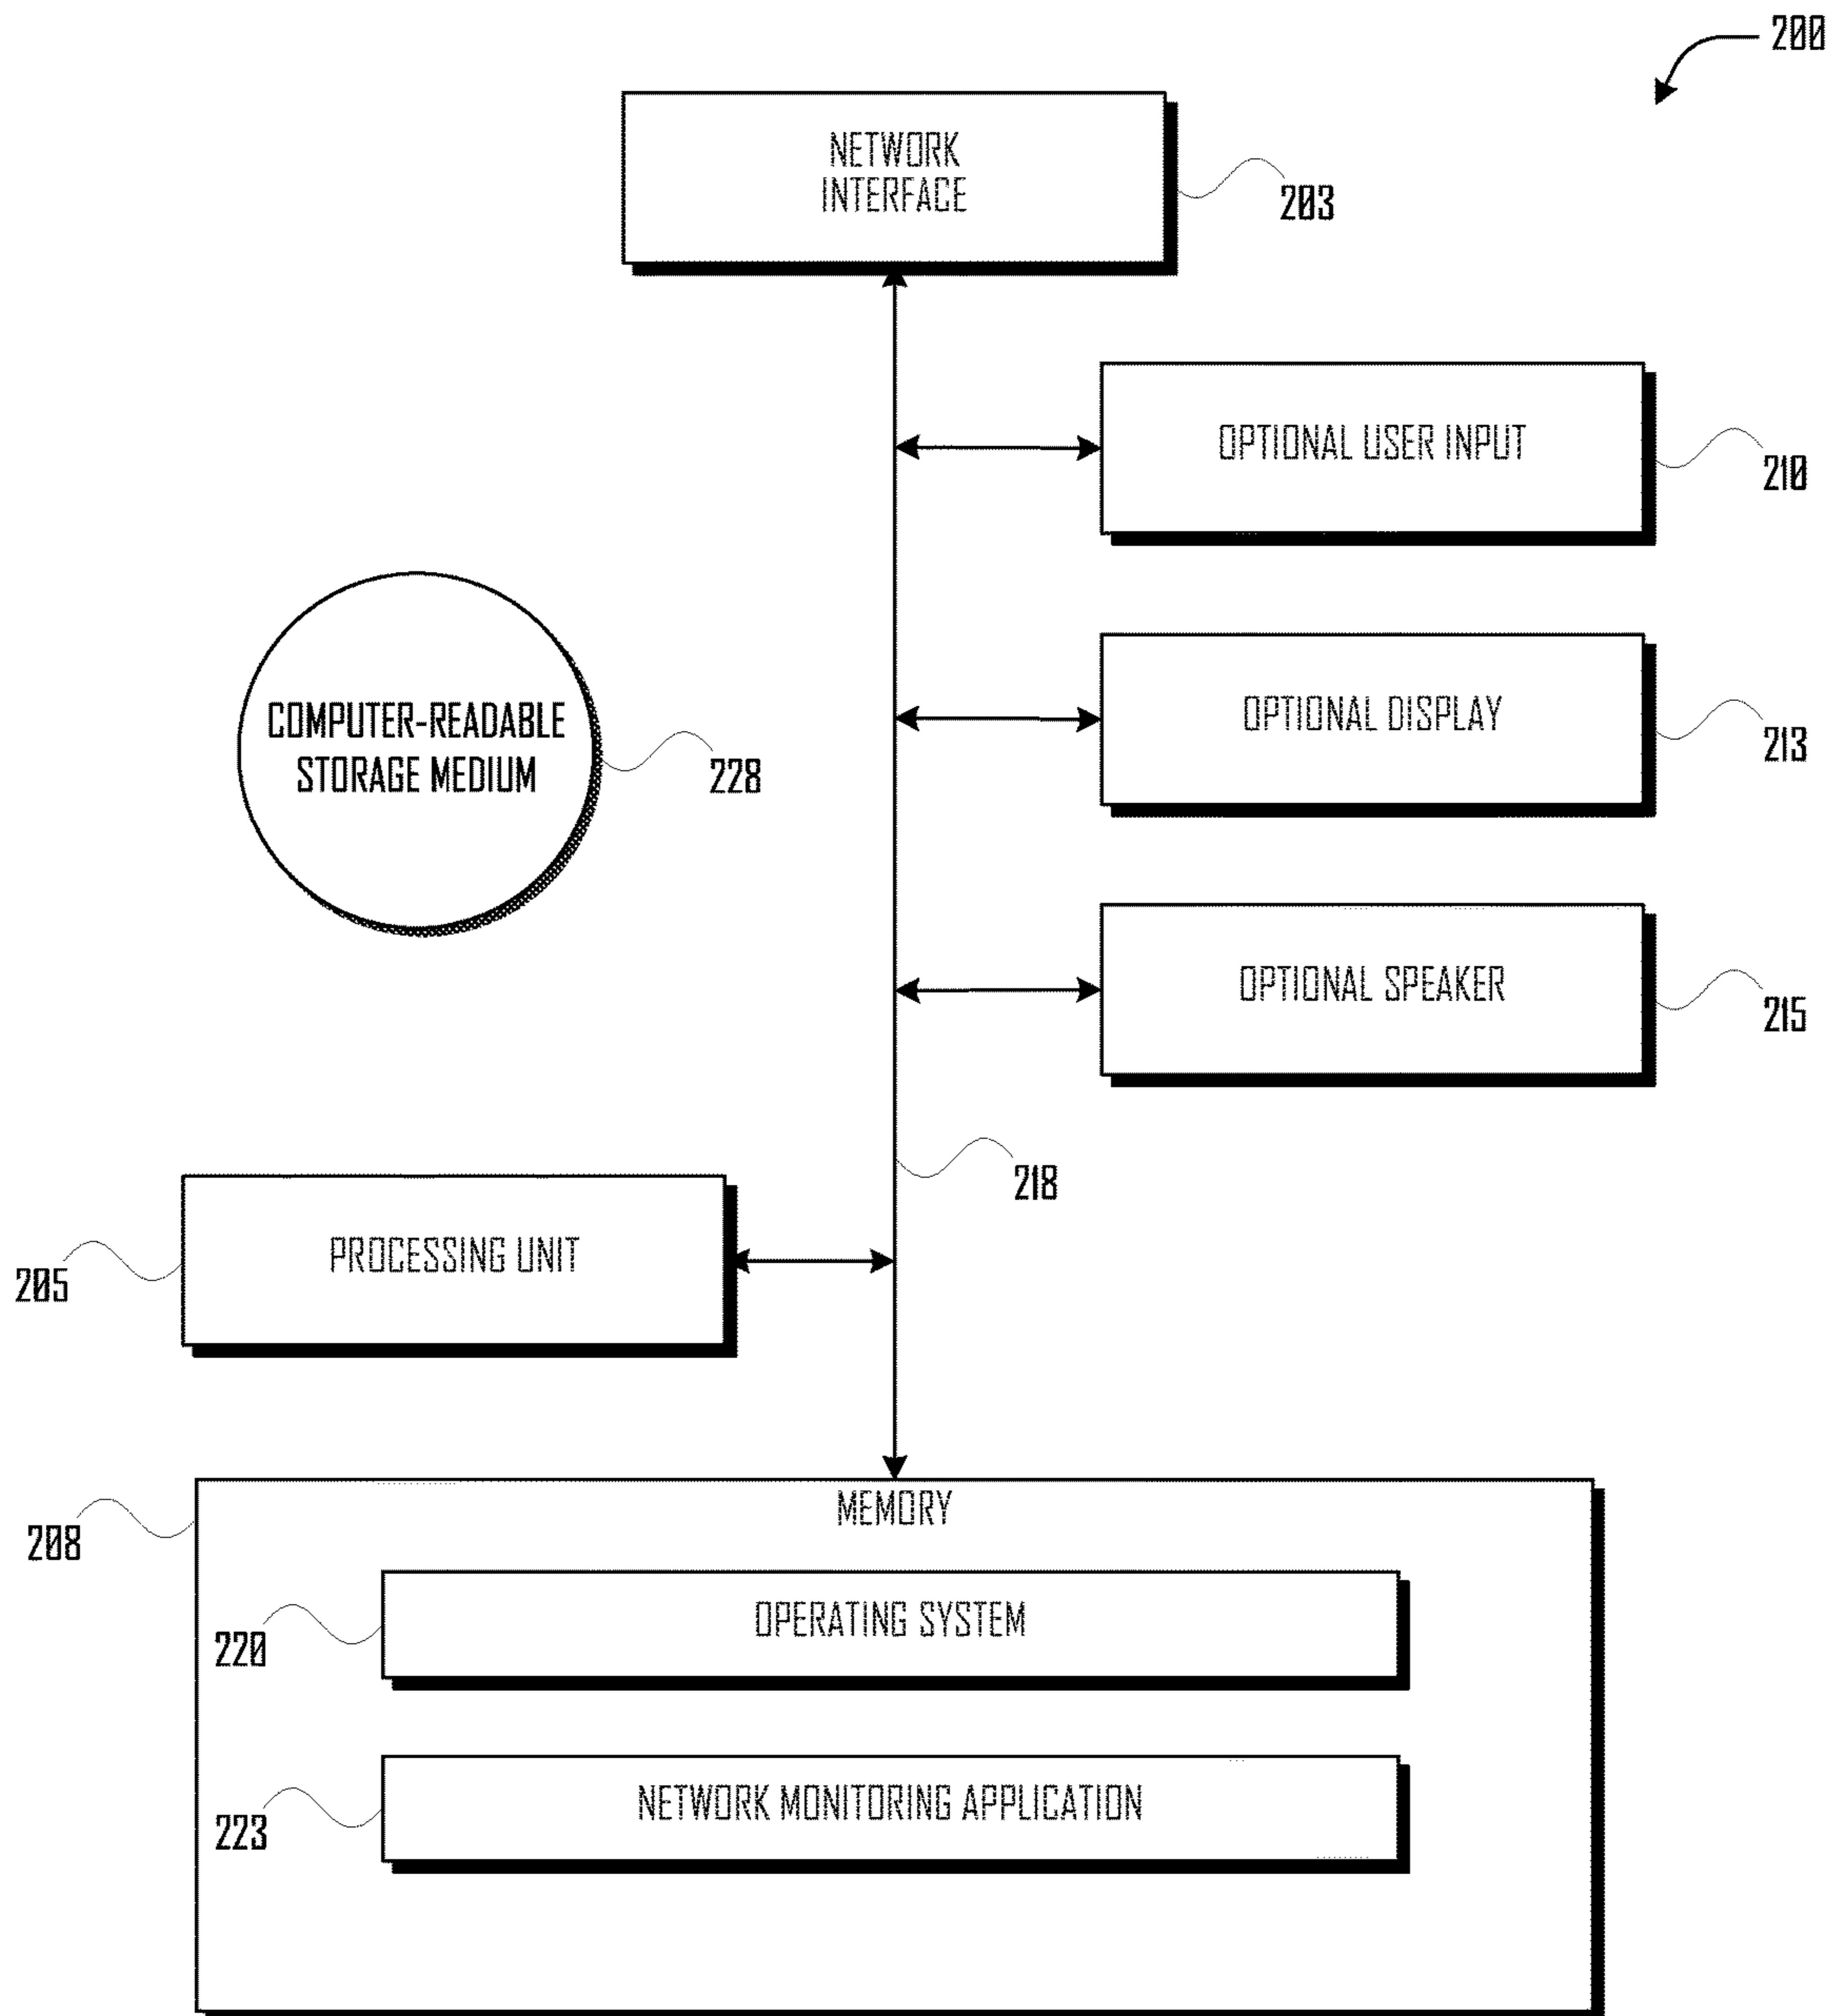 200
NETWORK
INTERFACE
203
OPTIONAL USER INPUT
210
COMPUTER-READABLE
STORAGE MEDIUM
228
OPTIONAL DISPLAY
213
OPTIONAL SPEAKER
215
218
PROCESSING UNIT
205
MEMORY
208
OPERATING SYSTEM
220
NETWORK MONITORING APPLICATION
223